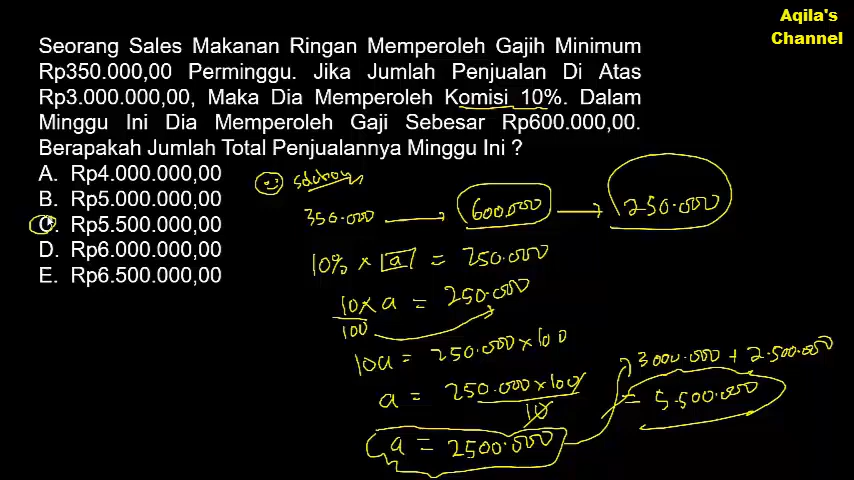 Aqila's
Channel
Seorang Sales Makanan Ringan Memperoleh Gajih Minimum
Rp350.000,00 Perminggu. Jika Jumlah Penjualan Di Atas
Rp3.000.000,00, Maka Dia Memperoleh Komisi 10%. Dalam
Minggu Ini Dia Memperoleh Gaji Sebesar Rp600.000,00.
Berapakah Jumlah Total Penjualannya Minggu Ini ?
A. Rp4.000.000,00
B. Rp5.000.000,00
C. Rp5.500.000,00
D. Rp6.000.000,00
E. Rp6.500.000,00
350.000 → 600.000 → 250.000
10% × a = 250.000
10/100 × a = 250.000
10a = 250.000 × 100
a = 250.000 × 100 / 10
a = 2500.000
3000.000 + 2.500.000
= 5.500.000